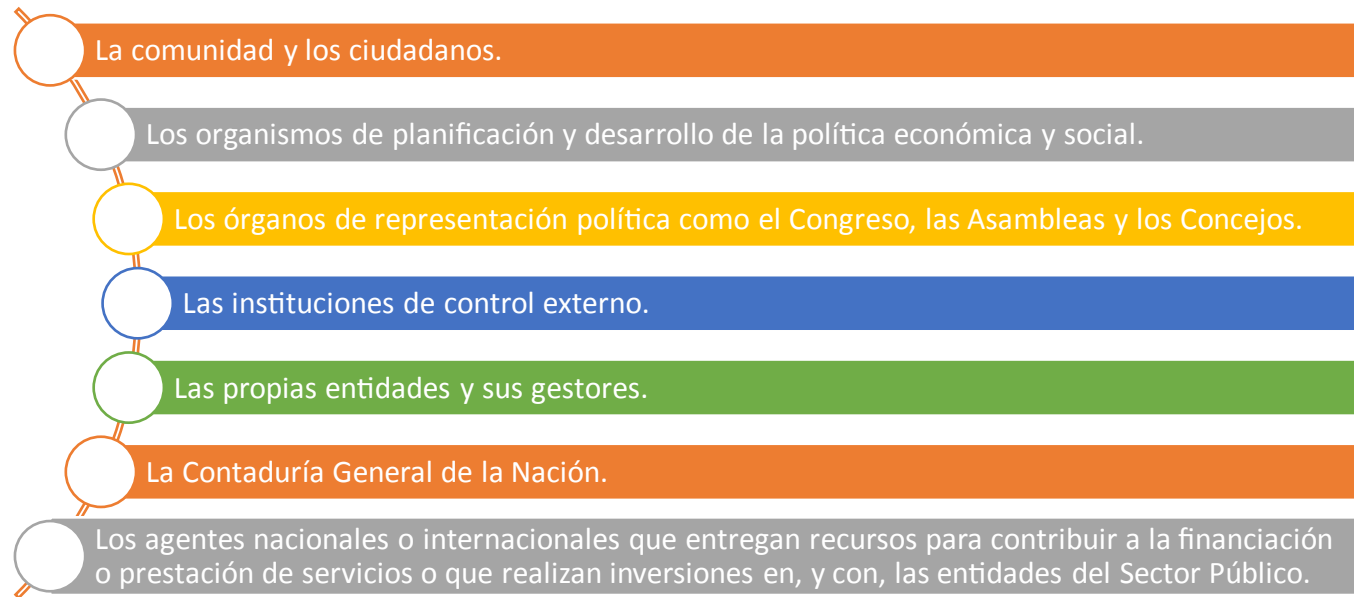 La comunidad y los ciudadanos.
Los organismos de planificación y desarrollo de la política económica y social.
Los órganos de representación política como el Congreso, las Asambleas y los Concejos.
Las instituciones de control externo.
Las propias entidades y sus gestores.
La Contaduría General de la Nación.
Los agentes nacionales o internacionales que entregan recursos para contribuir a la financiación
o prestación de servicios o que realizan inversiones en, y con, las entidades del Sector Público.